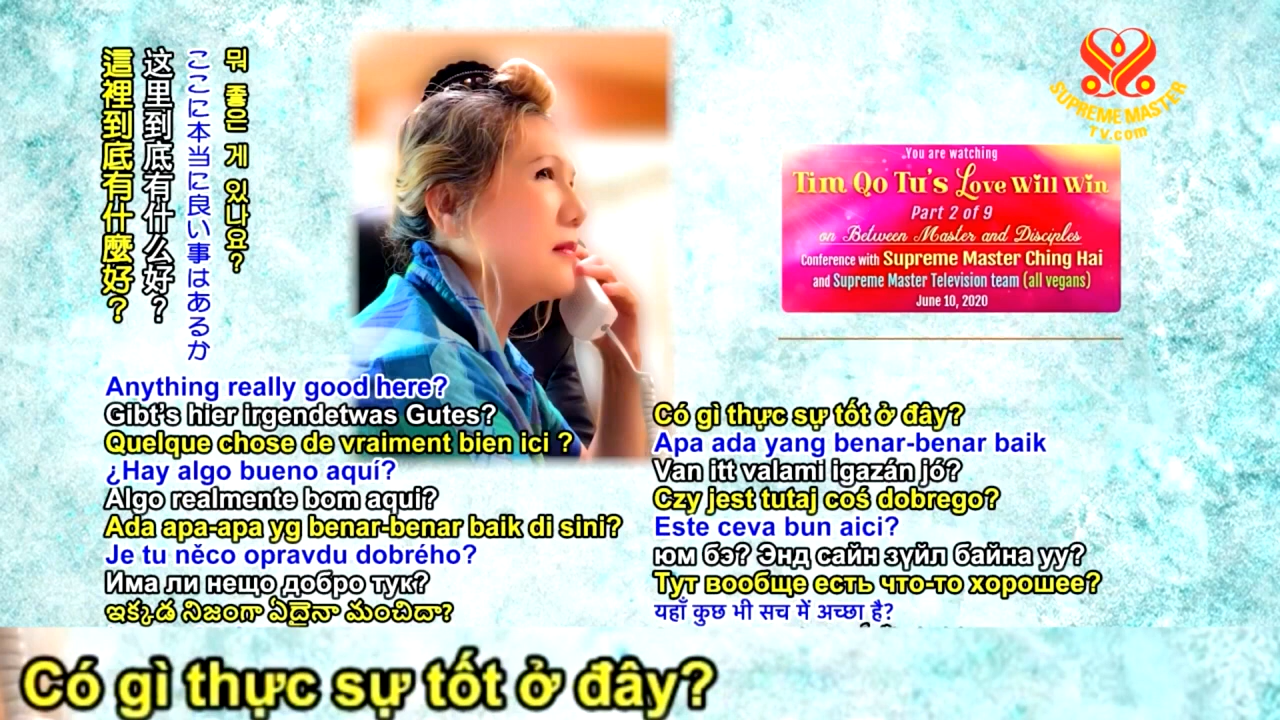 這裡到底有什麼好?
这里到底有什么好?
ここに本当に良い事はあるか
뭐 좋은 게 있나요?
SUPREME MASTER
TV.com
You are watching
Tim Qo Tu's Love Will Win
Part 2 of 9
on Between Master and Disciples
Conference with Supreme Master Ching Hai
and Supreme Master Television team (all vegans)
June 10, 2020
Anything really good here?
Gibt's hier irgendetwas Gutes?
Quelque chose de vraiment bien ici ?
¿Hay algo bueno aquí?
Algo realmente bom aqui?
Ada apa-apa yg benar-benar baik di sini?
Je tu něco opravdu dobrého?
Има ли нещо добро тук?
ఇక్కడ నిజంగా ఏదైనా మంచిదా?
Có gì thực sự tốt ở đây?
Apa ada yang benar-benar baik
Van itt valami igazán jó?
Czy jest tutaj coś dobrego?
Este ceva bun aici?
юм бэ? Энд сайн зүйл байна уу?
Тут вообще есть что-то хорошее?
यहाँ कुछ भी सच में अच्छा है?
Có gì thực sự tốt ở đây?